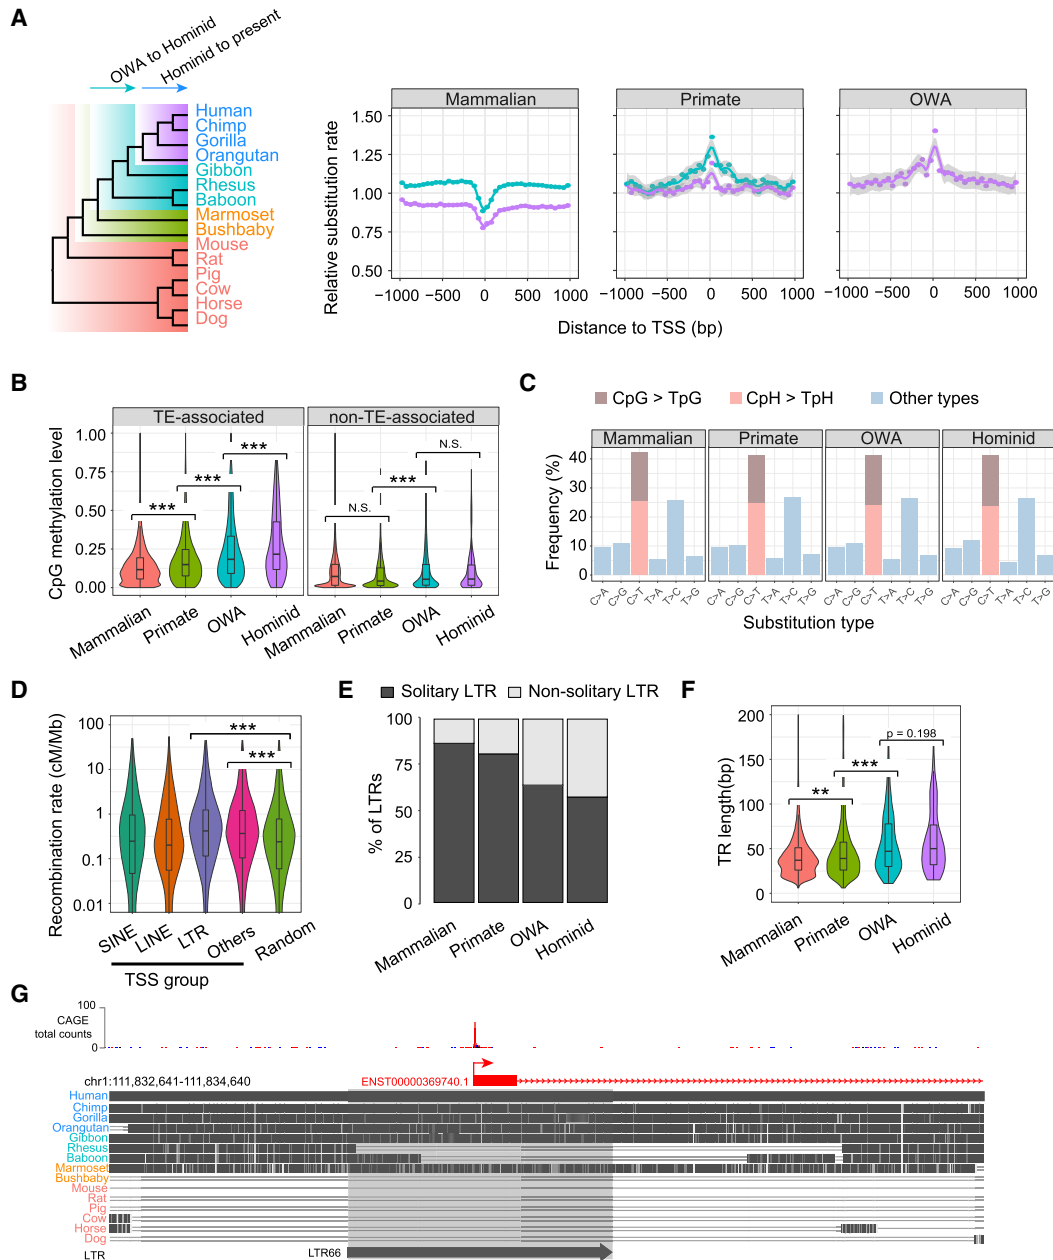 A
OWA to Hominid
Hominid to present
Human
Chimp
Gorilla
Orangutan
Gibbon
Rhesus
Baboon
Marmoset
Bushbaby
Mouse
Rat
Pig
Cow
Horse
Dog
Mammalian
Primate
OWA
Relative substitution rate
1.50
1.25
1.00
0.75
0.50
−1000 −500 0 500 1000
−1000 −500 0 500 1000
−1000 −500 0 500 1000
Distance to TSS (bp)
B
TE-associated
non-TE-associated
CpG methylation level
1.00
0.75
0.50
0.25
0.00
***
***
***
N.S.
***
N.S.
Mammalian
Primate
OWA
Hominid
Mammalian
Primate
OWA
Hominid
C
CpG > TpG
CpH > TpH
Other types
Mammalian
Primate
OWA
Hominid
Frequency (%)
40
30
20
10
0
C>A C>G C>T T>A T>C T>G
C>A C>G C>T T>A T>C T>G
C>A C>G C>T T>A T>C T>G
C>A C>G C>T T>A T>C T>G
Substitution type
D
Recombination rate (cM/Mb)
100
10
1
0.1
0.01
***
***
SINE
LINE
LTR
Others
Random
TSS group
E
Solitary LTR
Non-solitary LTR
% of LTRs
100
75
50
25
0
Mammalian
Primate
OWA
Hominid
F
TR length(bp)
200
150
100
50
0
**
***
p = 0.198
Mammalian
Primate
OWA
Hominid
G
100
CAGE
total counts
0
chr1:111,832,641-111,834,640
ENST00000369740.1
Human
Chimp
Gorilla
Orangutan
Gibbon
Rhesus
Baboon
Marmoset
Bushbaby
Mouse
Rat
Pig
Cow
Horse
Dog
LTR
LTR66